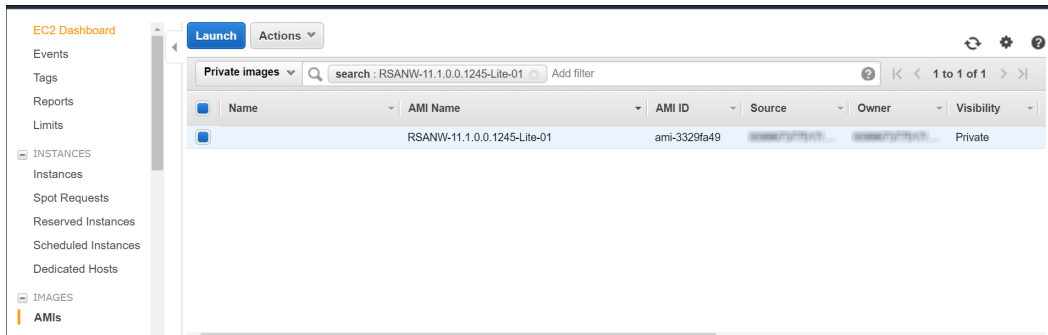 EC2 Dashboard
Events
Tags
Reports
Limits
INSTANCES
Instances
Spot Requests
Reserved Instances
Scheduled Instances
Dedicated Hosts
IMAGES
AMIs
Launch Actions
Private images search : RSANW-11.1.0.0.1245-Lite-01 Add filter 1 to 1 of 1
Name AMI Name AMI ID Source Owner Visibility
RSANW-11.1.0.0.1245-Lite-01 ami-3329fa49 Private